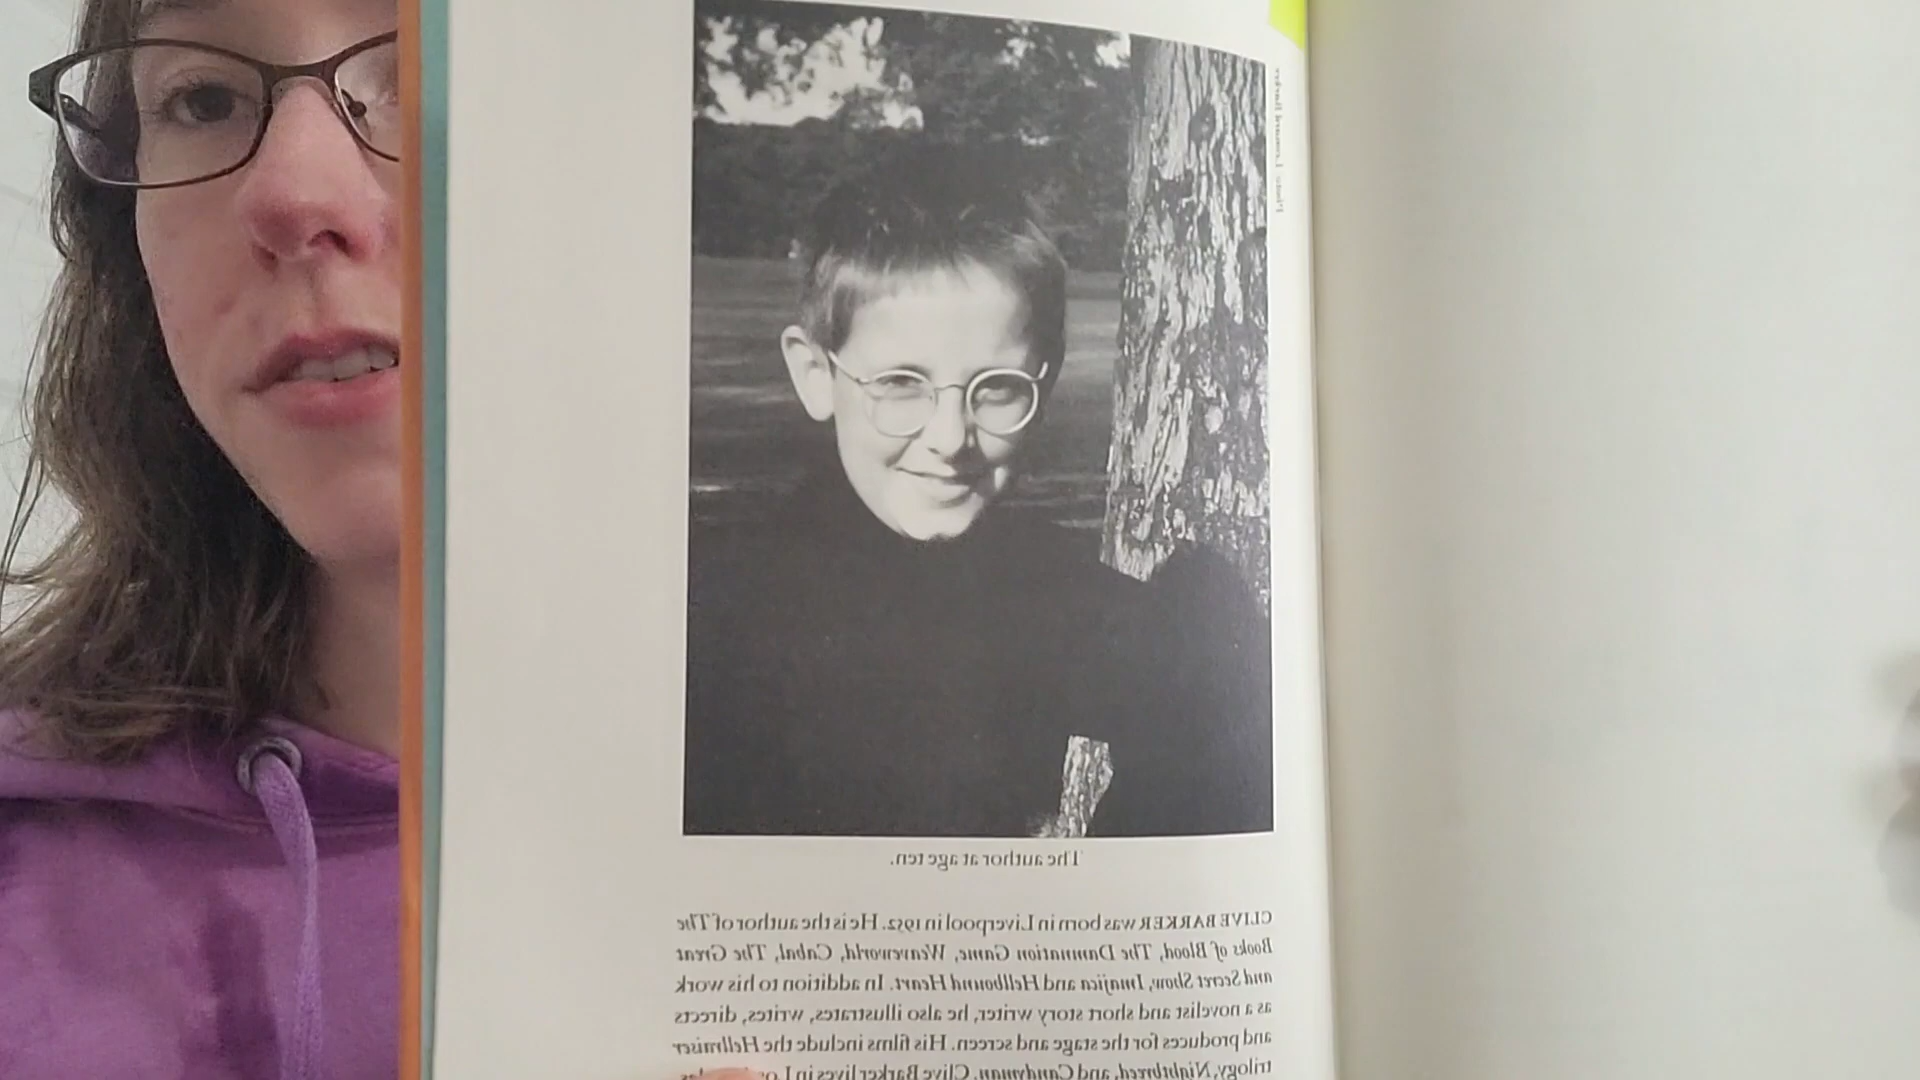 The author at age ten.
CLIVE BARKER was born in Liverpool in 1952. He is the author of The
Books of Blood, The Damnation Game, Weaveworld, Cabal, The Great
and Secret Show, Imajica and Hellbound Heart. In addition to his work
as a novelist and short story writer, he also illustrates, writes, directs
and produces for the stage and screen. His films include the Hellraiser
trilogy, Nightbreed, and Candyman. Clive Barker lives in